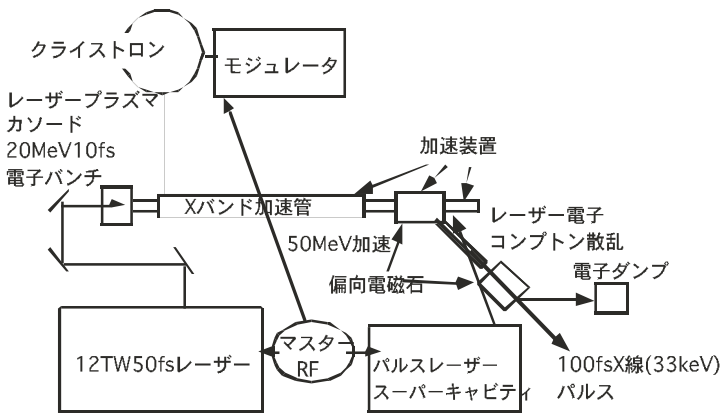 クライストロン
モジュレータ
レーザープラズマ
カソード
20MeV10fs
電子バンチ
加速装置
Xバンド加速管
50MeV加速
レーザー電子
コンプトン散乱
偏向電磁石
電子ダンプ
12TW50fsレーザー
マスター
RF
パルスレーザー
スーパーキャビティ
100fsX線(33keV)
パルス